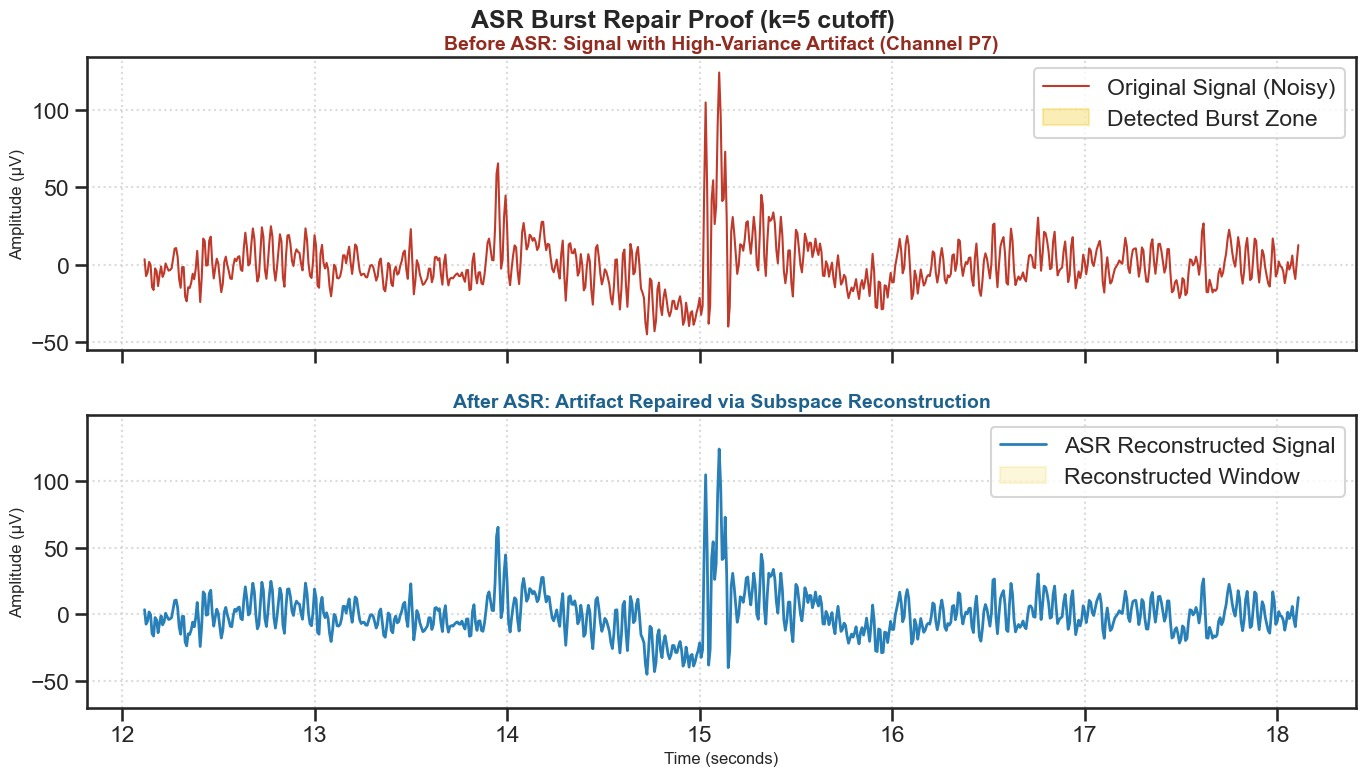 ASR Burst Repair Proof (k=5 cutoff)
Before ASR: Signal with High-Variance Artifact (Channel P7)
Original Signal (Noisy)
Detected Burst Zone
Amplitude (µV)
100
50
0
−50
After ASR: Artifact Repaired via Subspace Reconstruction
ASR Reconstructed Signal
Reconstructed Window
Amplitude (µV)
100
50
0
−50
12 13 14 15 16 17 18
Time (seconds)